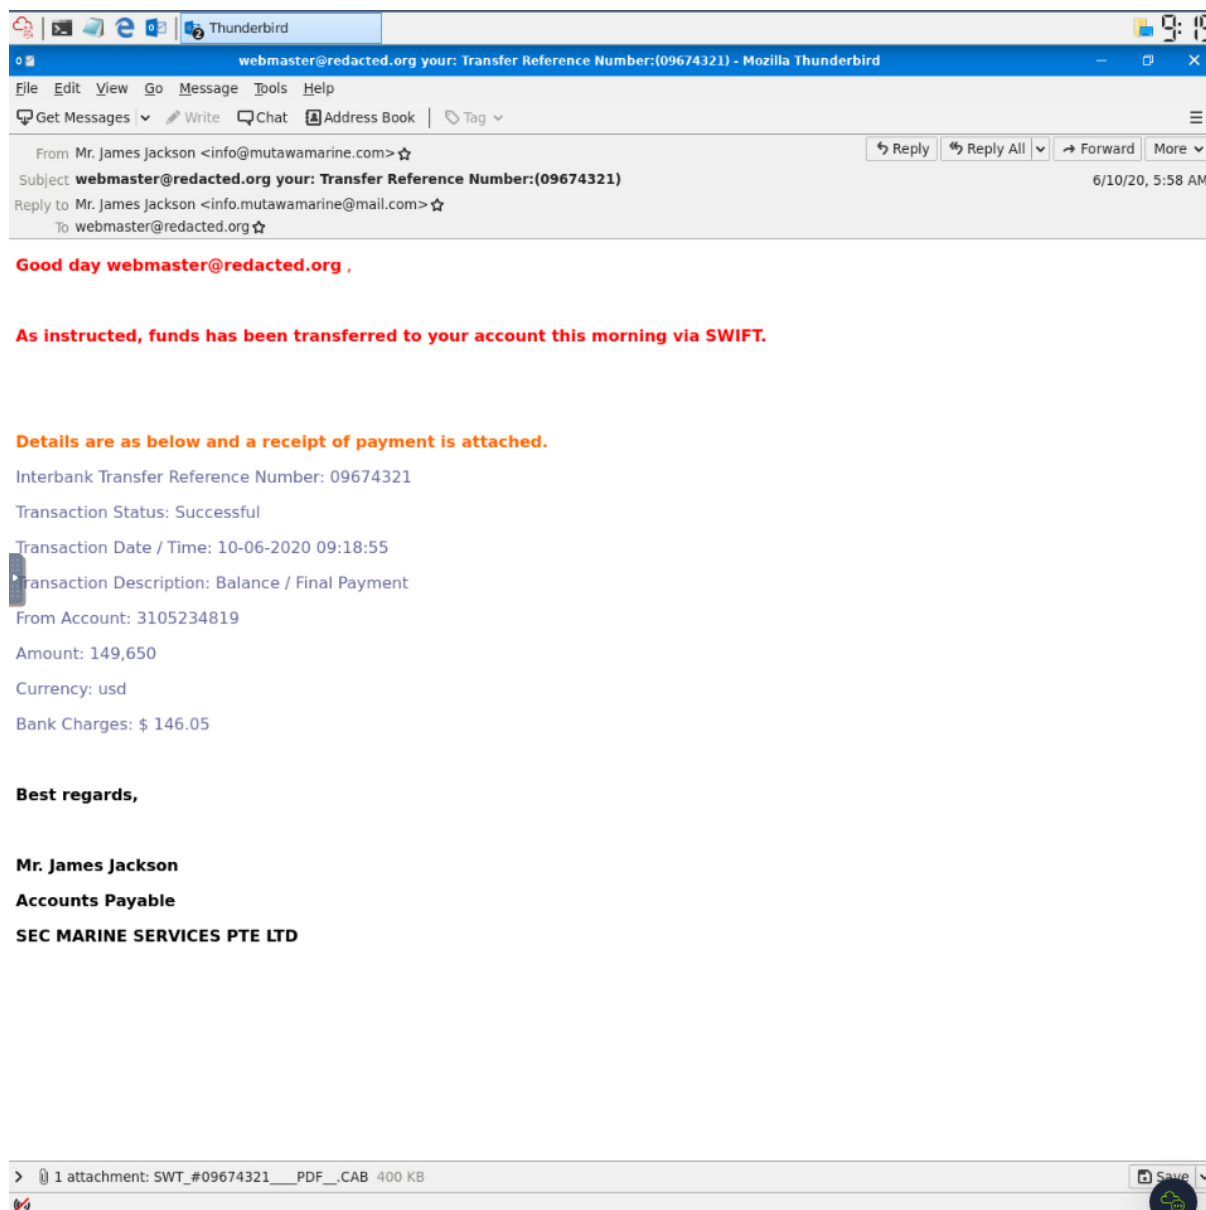 Thunderbird
webmaster@redacted.org your: Transfer Reference Number:(09674321) - Mozilla Thunderbird
File Edit View Go Message Tools Help
Get Messages Write Chat Address Book Tag
From Mr. James Jackson <info@mutawamarine.com> Reply Reply All Forward More
Subject webmaster@redacted.org your: Transfer Reference Number:(09674321) 6/10/20, 5:58 AM
Reply to Mr. James Jackson <info.mutawamarine@mail.com>
To webmaster@redacted.org
Good day webmaster@redacted.org ,
As instructed, funds has been transferred to your account this morning via SWIFT.
Details are as below and a receipt of payment is attached.
Interbank Transfer Reference Number: 09674321
Transaction Status: Successful
Transaction Date / Time: 10-06-2020 09:18:55
Transaction Description: Balance / Final Payment
From Account: 3105234819
Amount: 149,650
Currency: usd
Bank Charges: $ 146.05
Best regards,
Mr. James Jackson
Accounts Payable
SEC MARINE SERVICES PTE LTD
1 attachment: SWT_#09674321___PDF__.CAB 400 KB Save